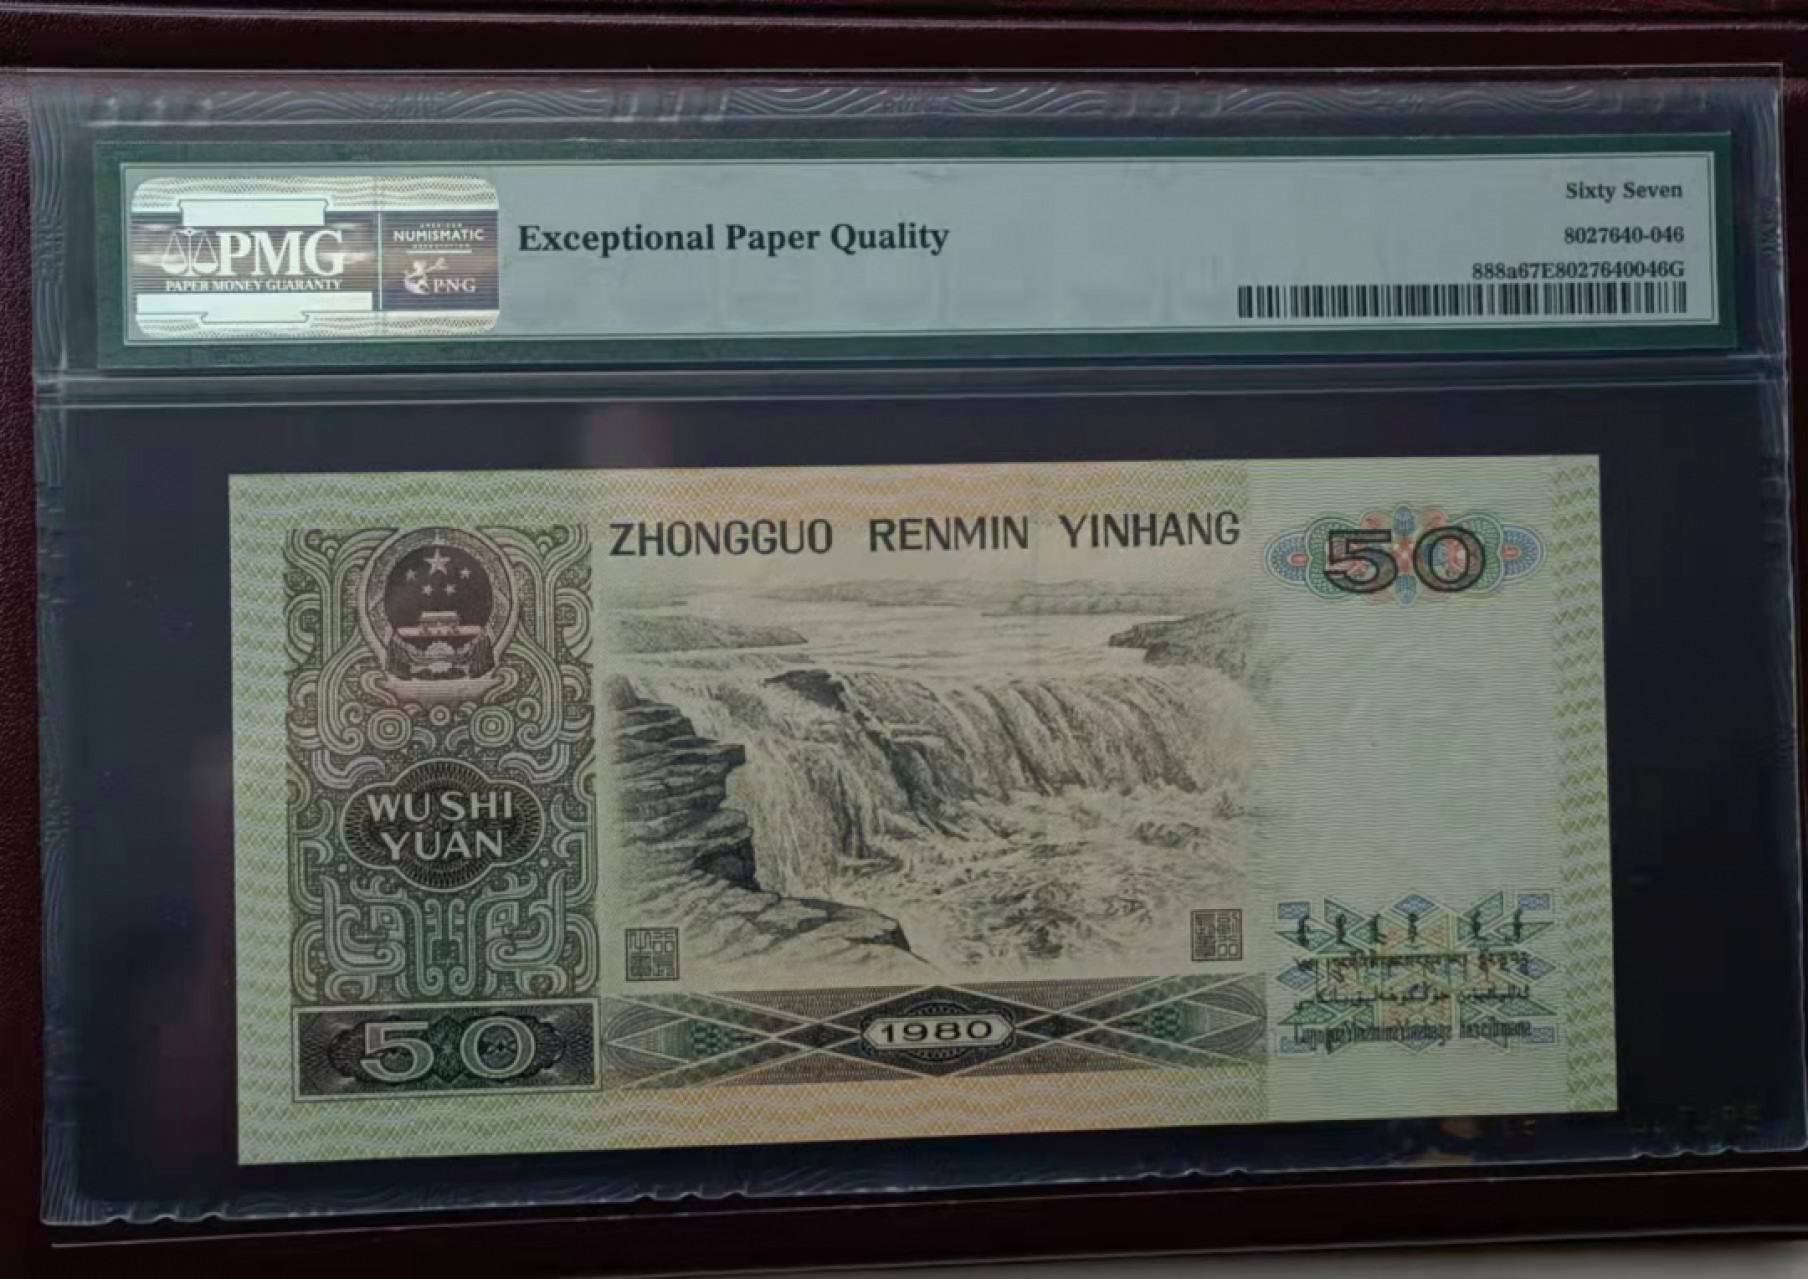 Sixty Seven
PMG
PAPER MONEY GUARANTY
NUMISMATIC
PNG
Exceptional Paper Quality
8027640-046
888a67E8027640046G
ZHONGGUO RENMIN YINHANG
50
WU SHI
YUAN
50
1980